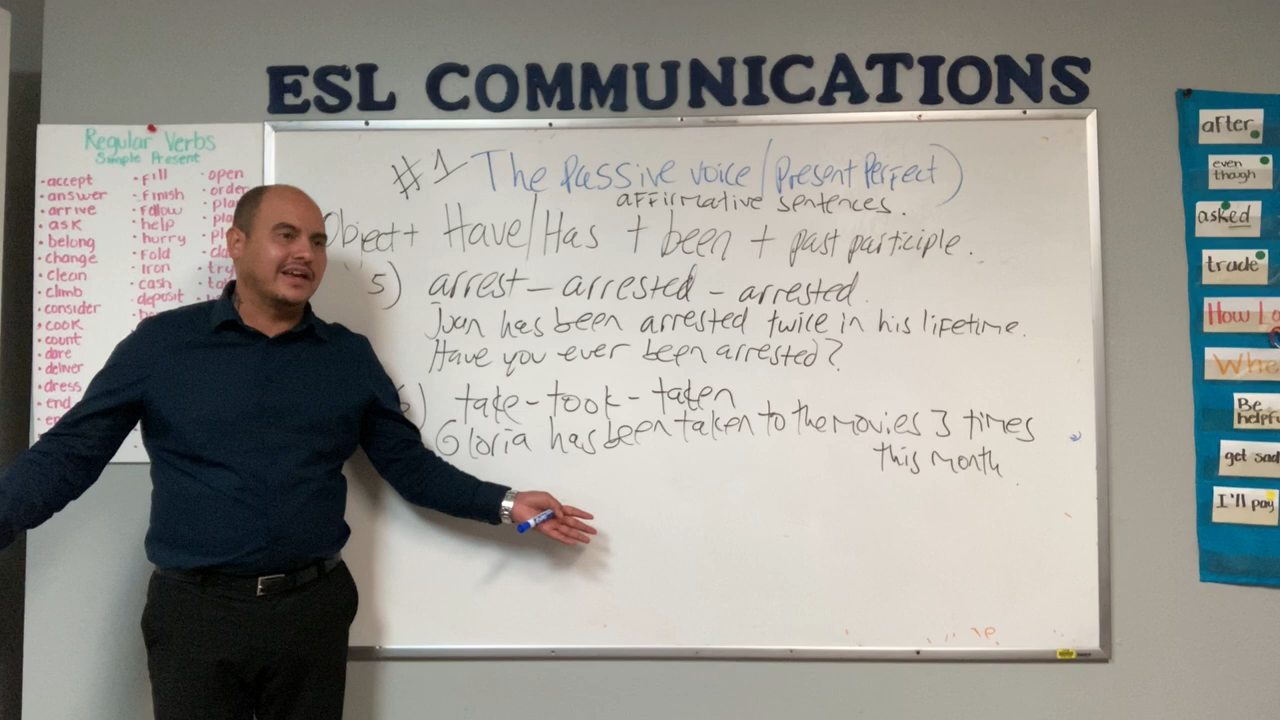 ESL COMMUNICATIONS
Regular Verbs
Simple Present
• accept
• answer
• arrive
• ask
• belong
• change
• clean
• climb
• consider
• cook
• count
• dare
• deliver
• dress
• end
• fill
• finish
• follow
• help
• hurry
• fold
• iron
• cash
• deposit
• open
• order
#1 The Passive voice/(Present Perfect)
affirmative sentences.
Object + Have/Has + been + past participle.
5) arrest - arrested - arrested.
Juan has been arrested twice in his lifetime.
Have you ever been arrested?
6) take - took - taken
Gloria has been taken to the movies 3 times
this month.
after
even
though
asked
trade
How
Be
get sad
I'll pay